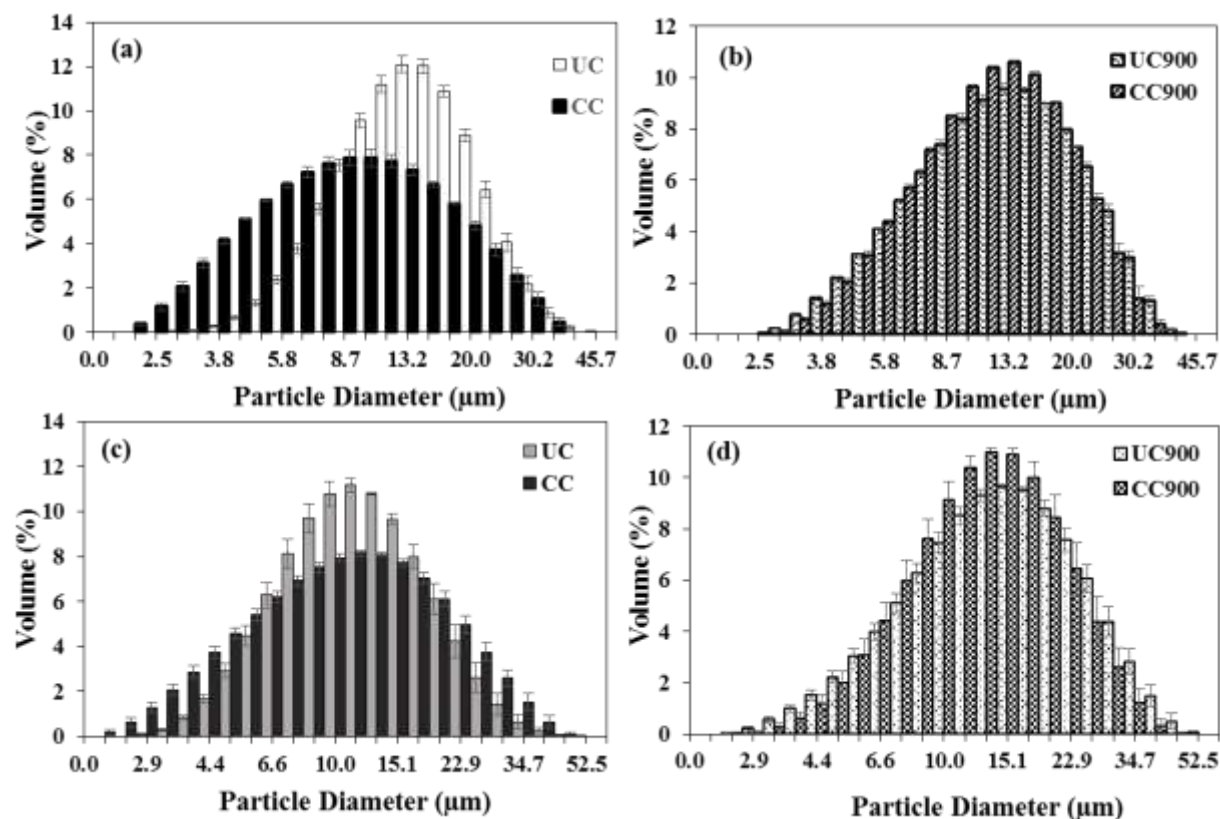 (a)
UC
CC
Volume (%)
14
12
10
8
6
4
2
0
0.0 2.5 3.8 5.8 8.7 13.2 20.0 30.2 45.7
Particle Diameter (μm)
(b)
UC900
CC900
Volume (%)
12
10
8
6
4
2
0
0.0 2.5 3.8 5.8 8.7 13.2 20.0 30.2 45.7
Particle Diameter (μm)
(c)
UC
CC
Volume (%)
14
12
10
8
6
4
2
0
0.0 2.9 4.4 6.6 10.0 15.1 22.9 34.7 52.5
Particle Diameter (μm)
(d)
UC900
CC900
Volume (%)
12
10
8
6
4
2
0
0.0 2.9 4.4 6.6 10.0 15.1 22.9 34.7 52.5
Particle Diameter (μm)